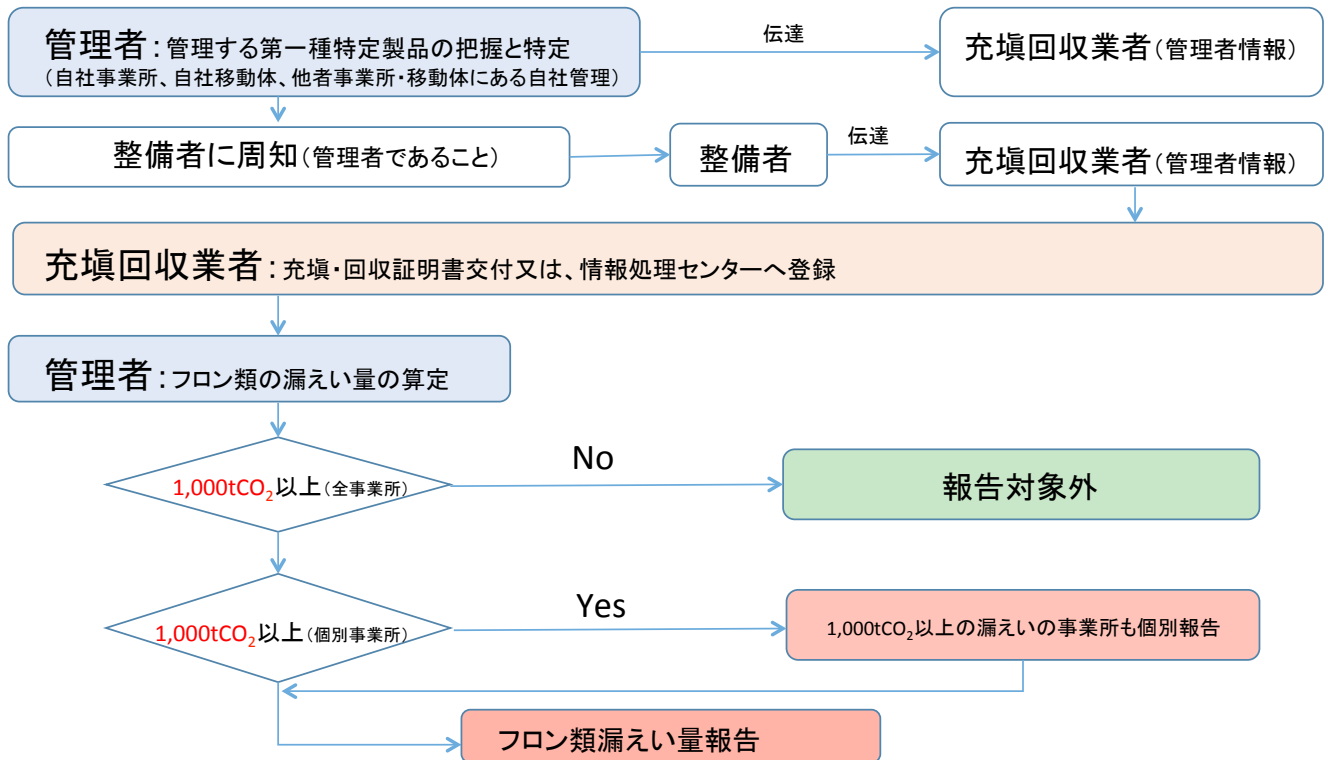 管理者：管理する第一種特定製品の把握と特定
（自社事業所、自社移動体、他者事業所・移動体にある自社管理）
伝達
充塡回収業者（管理者情報）
整備者に周知（管理者であること）
整備者
伝達
充塡回収業者（管理者情報）
充塡回収業者：充塡・回収証明書交付又は、情報処理センターへ登録
管理者：フロン類の漏えい量の算定
1,000tCO₂以上（全事業所）
No
報告対象外
1,000tCO₂以上（個別事業所）
Yes
1,000tCO₂以上の漏えいの事業所も個別報告
フロン類漏えい量報告